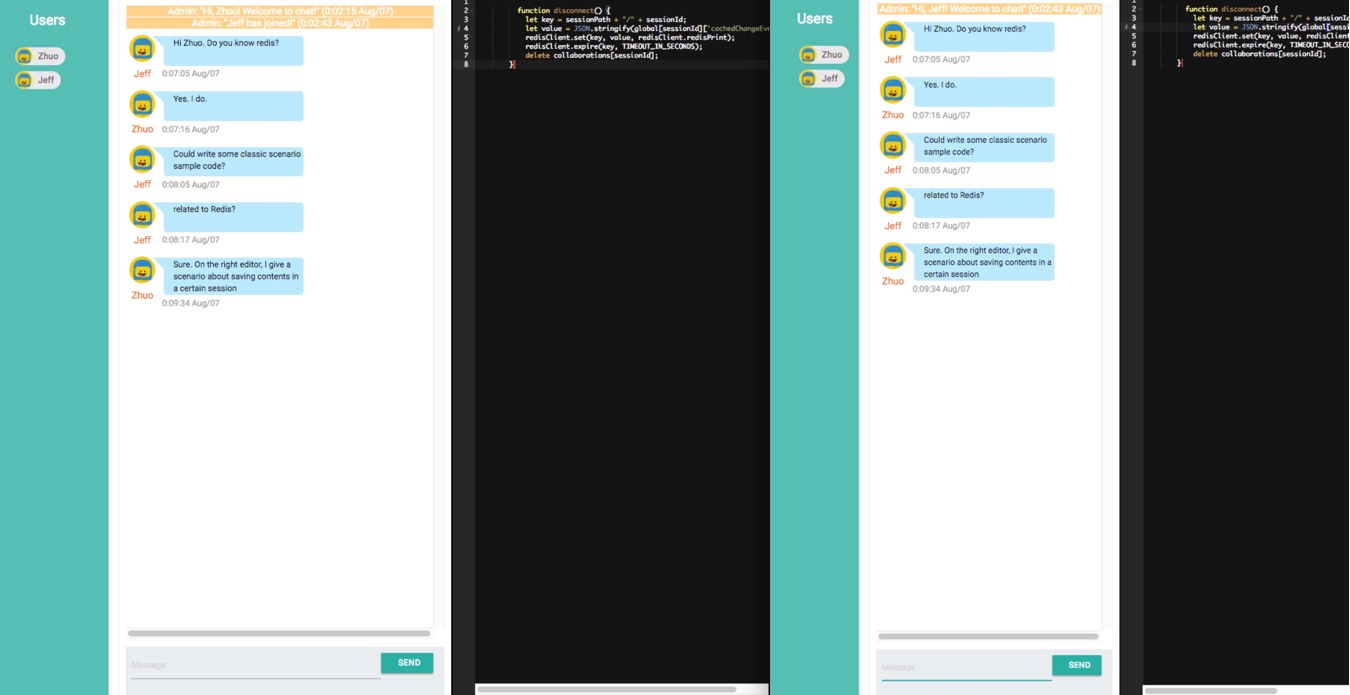 Users
Zhuo
Jeff
Admin: "Hi, Zhuo! Welcome to chat!" (0:02:15 Aug/07)
Admin: "Jeff has joined!" (0:02:43 Aug/07)
Hi Zhuo. Do you know redis?
Jeff 0:07:05 Aug/07
Yes. I do.
Zhuo 0:07:16 Aug/07
Could write some classic scenario
sample code?
Jeff 0:08:05 Aug/07
related to Redis?
Jeff 0:08:17 Aug/07
Sure. On the right editor, I give a
scenario about saving contents in
a certain session
Zhuo 0:09:34 Aug/07
Message
SEND
1
2 function disconnect() {
3 let key = sessionPath + "/" + sessionId;
i 4 let value = JSON.stringify(global[sessionId]['cachedChangeEv
5 redisClient.set(key, value, redisClient.redisPrint);
6 redisClient.expire(key, TIMEOUT_IN_SECONDS);
7 delete collaborations[sessionId];
8 }
Users
Zhuo
Jeff
Admin: "Hi, Jeff! Welcome to chat!" (0:02:43 Aug/07)
Hi Zhuo. Do you know redis?
Jeff 0:07:05 Aug/07
Yes. I do.
Zhuo 0:07:16 Aug/07
Could write some classic scenario
sample code?
Jeff 0:08:05 Aug/07
related to Redis?
Jeff 0:08:17 Aug/07
Sure. On the right editor, I give a
scenario about saving contents in a
certain session
Zhuo 0:09:34 Aug/07
Message
SEND
1
2 function disconnect() {
3 let key = sessionPath + "/" + sessionId
i 4 let value = JSON.stringify(global[sessi
5 redisClient.set(key, value, redisClient
6 redisClient.expire(key, TIMEOUT_IN_SECO
7 delete collaborations[sessionId];
8 }